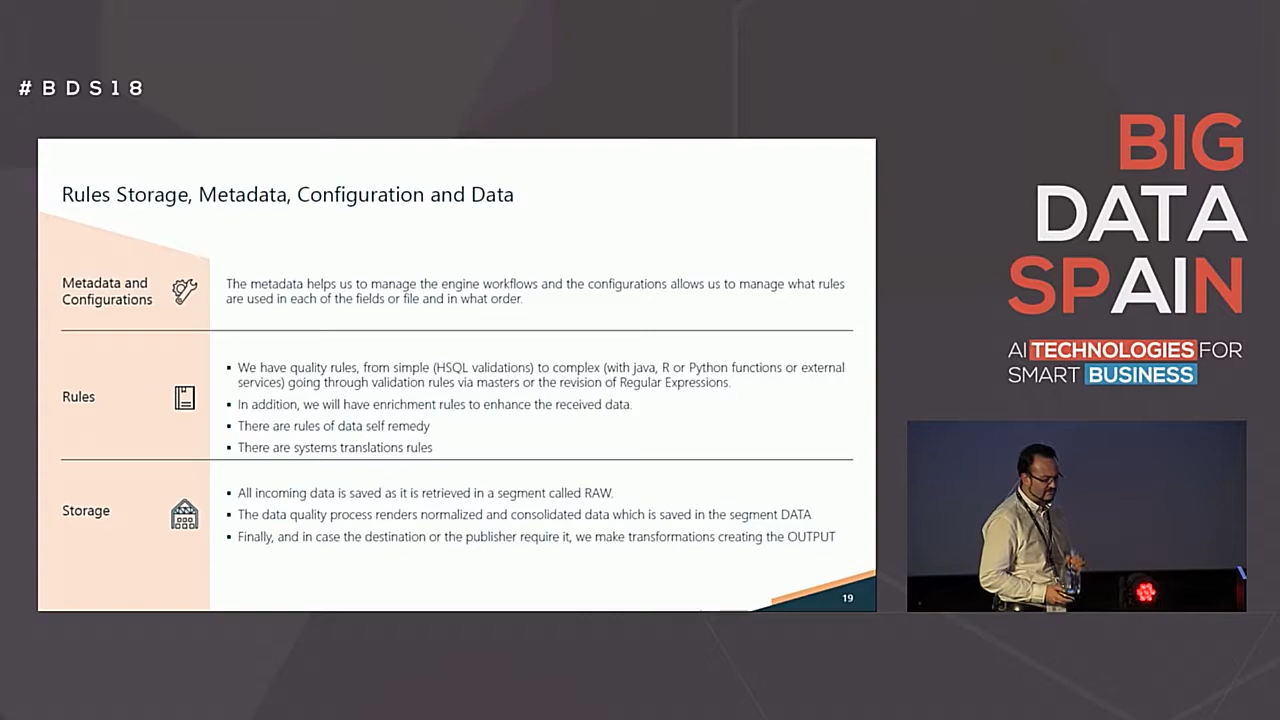 #BDS18
BIG
DATA
SPAIN
AI TECHNOLOGIES FOR
SMART BUSINESS
Rules Storage, Metadata, Configuration and Data
Metadata and
Configurations
The metadata helps us to manage the engine workflows and the configurations allows us to manage what rules
are used in each of the fields or file and in what order.
Rules
▪ We have quality rules, from simple (HSQL validations) to complex (with java, R or Python functions or external
services) going through validation rules via masters or the revision of Regular Expressions.
▪ In addition, we will have enrichment rules to enhance the received data.
▪ There are rules of data self remedy
▪ There are systems translations rules
Storage
▪ All incoming data is saved as it is retrieved in a segment called RAW.
▪ The data quality process renders normalized and consolidated data which is saved in the segment DATA
▪ Finally, and in case the destination or the publisher require it, we make transformations creating the OUTPUT
19